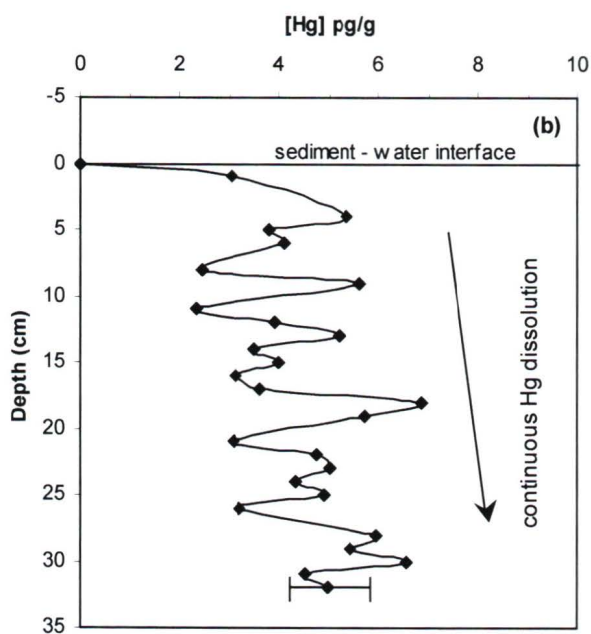 [Hg] pg/g
0 2 4 6 8 10
-5
(b)
sediment - water interface
0
5
10
15
20
25
30
35
Depth (cm)
continuous Hg dissolution